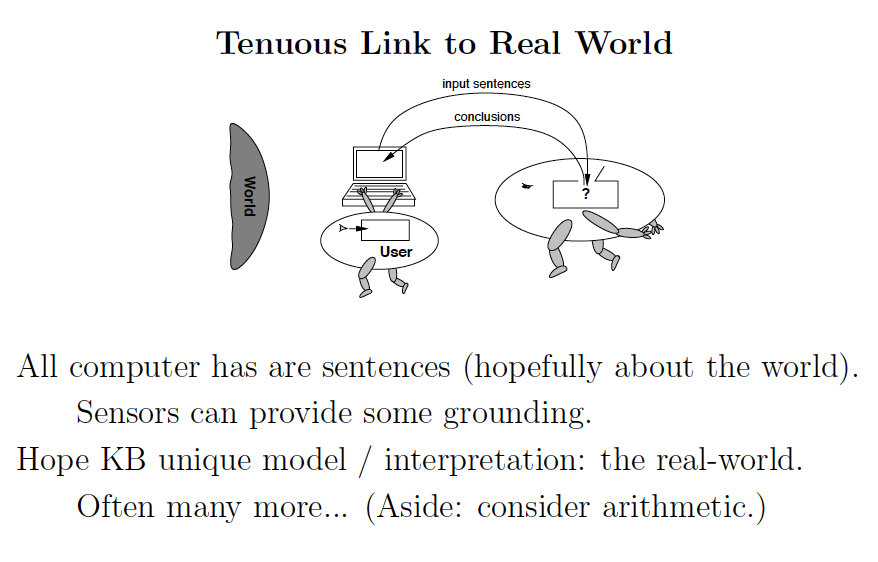 Tenuous Link to Real World
input sentences
conclusions
World
?
User
All computer has are sentences (hopefully about the world).
Sensors can provide some grounding.
Hope KB unique model / interpretation: the real-world.
Often many more... (Aside: consider arithmetic.)